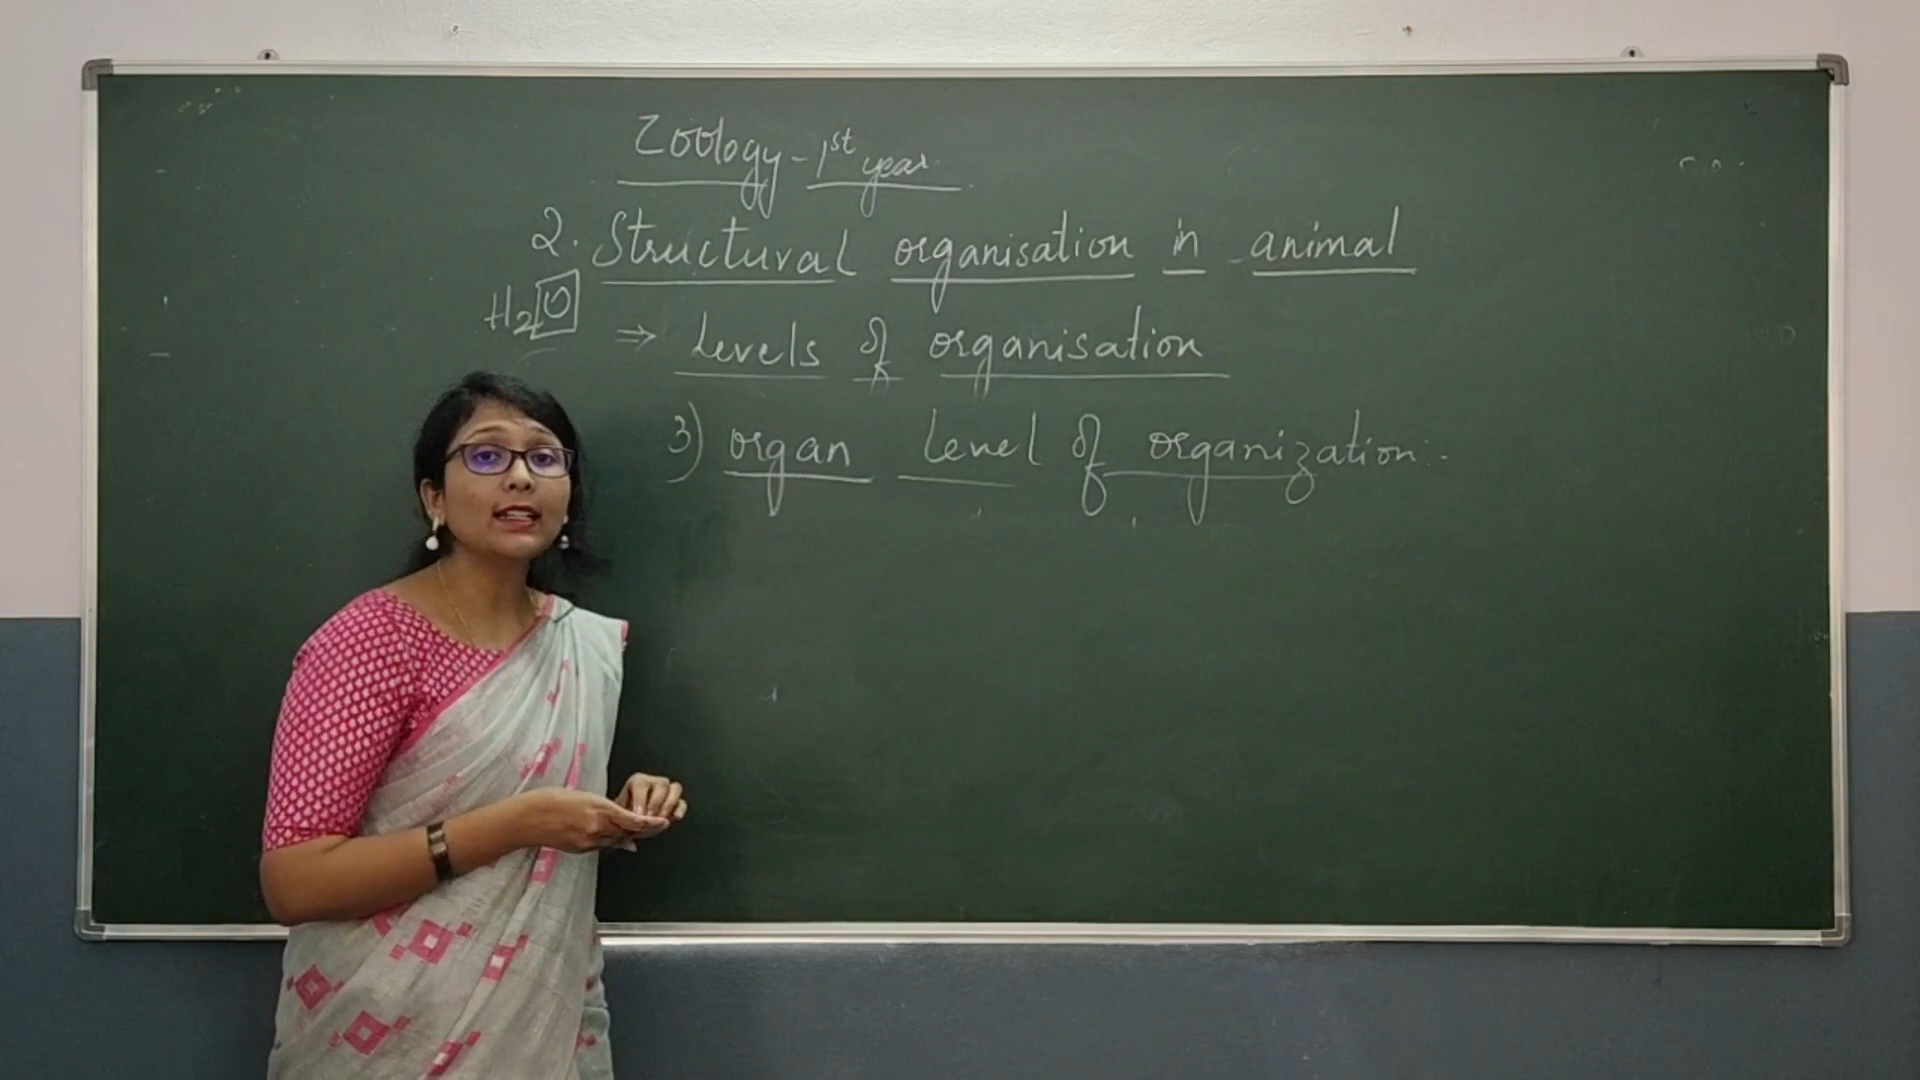 Zoology - 1st year
2. Structural organisation in animal
H2O
⇒ Levels of organisation
3) organ level of organization :-